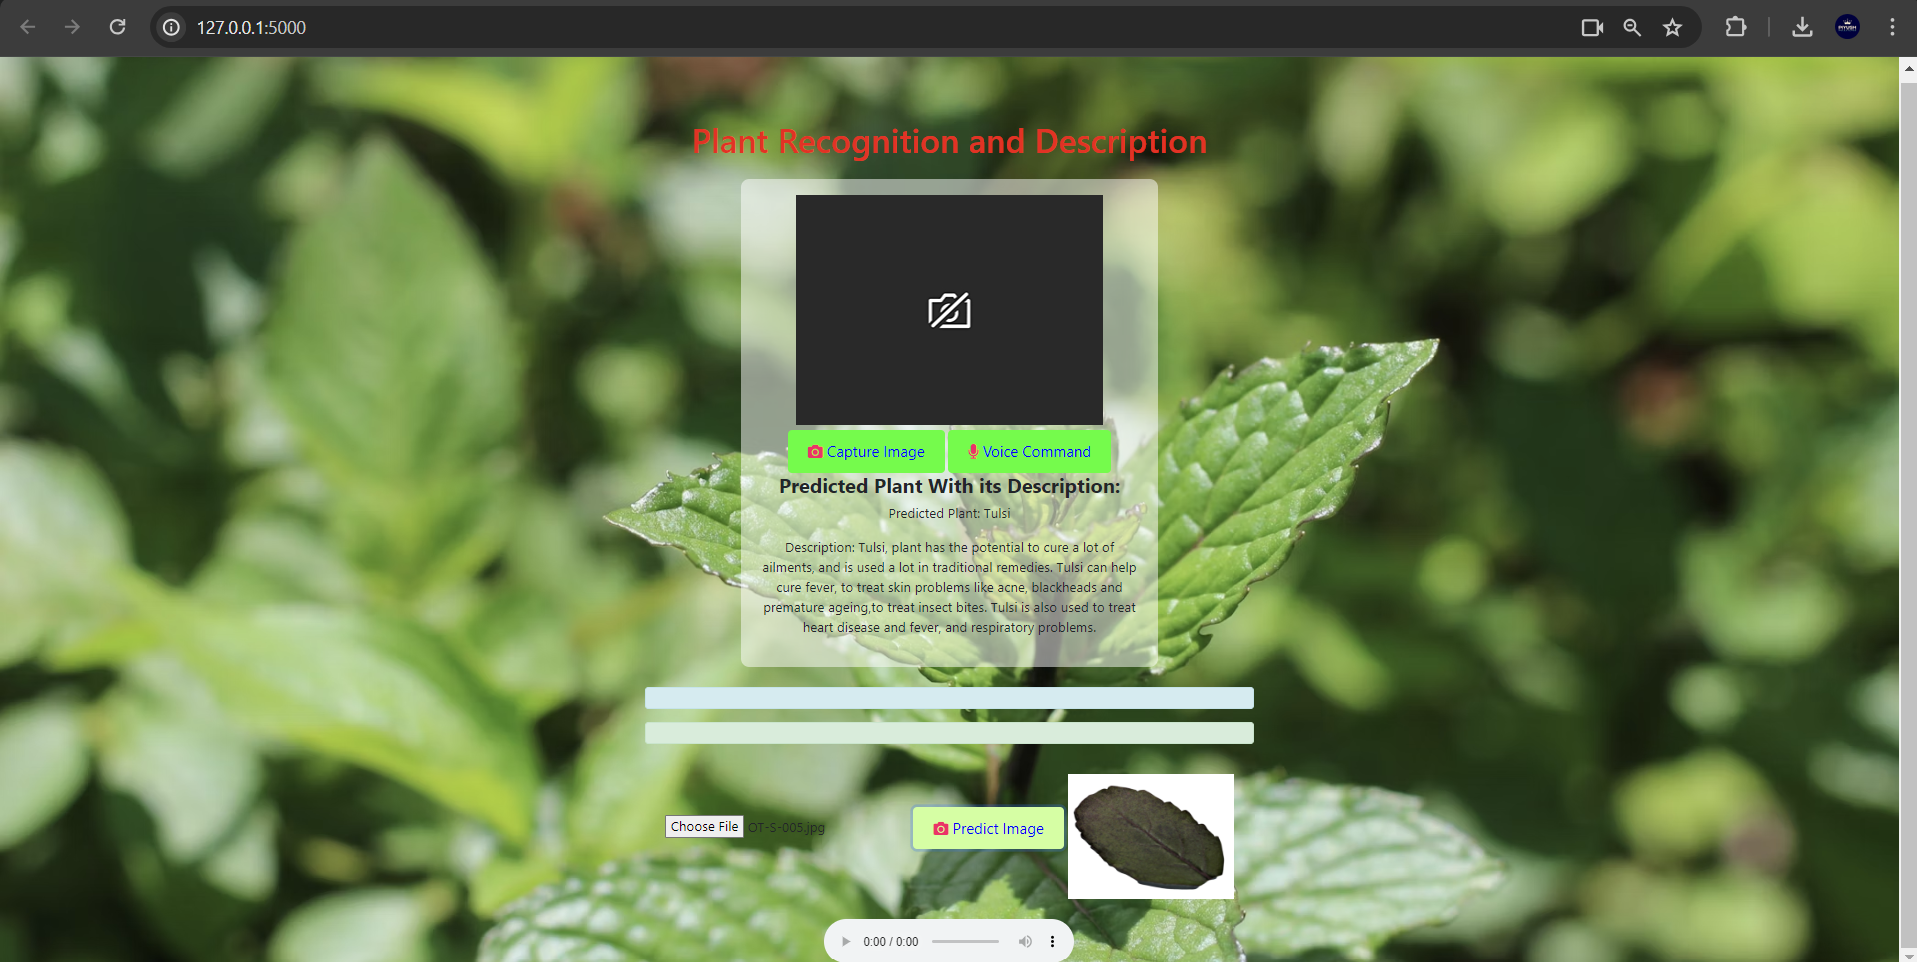 127.0.0.1:5000
Plant Recognition and Description
Capture Image
Voice Command
Predicted Plant With its Description:
Predicted Plant: Tulsi
Description: Tulsi, plant has the potential to cure a lot of
ailments, and is used a lot in traditional remedies. Tulsi can help
cure fever, to treat skin problems like acne, blackheads and
premature ageing,to treat insect bites. Tulsi is also used to treat
heart disease and fever, and respiratory problems.
Choose File OT-S-005.jpg
Predict Image
0:00 / 0:00